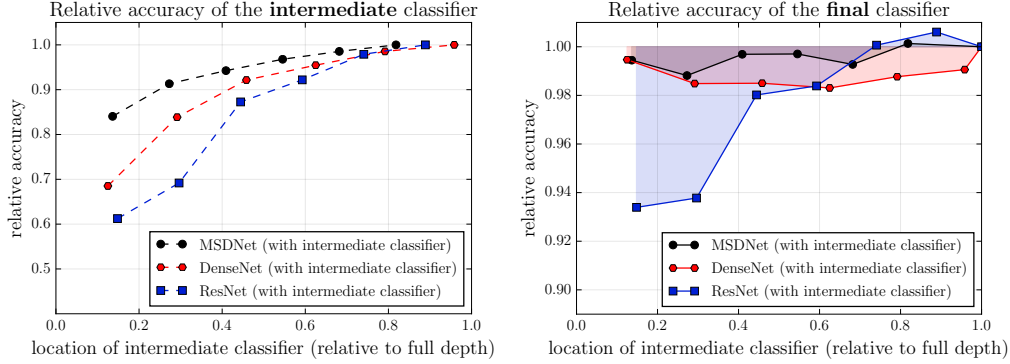 Relative accuracy of the intermediate classifier
relative accuracy
1.0
0.9
0.8
0.7
0.6
0.5
MSDNet (with intermediate classifier)
DenseNet (with intermediate classifier)
ResNet (with intermediate classifier)
0.0 0.2 0.4 0.6 0.8 1.0
location of intermediate classifier (relative to full depth)
Relative accuracy of the final classifier
relative accuracy
1.00
0.98
0.96
0.94
0.92
0.90
MSDNet (with intermediate classifier)
DenseNet (with intermediate classifier)
ResNet (with intermediate classifier)
0.0 0.2 0.4 0.6 0.8 1.0
location of intermediate classifier (relative to full depth)